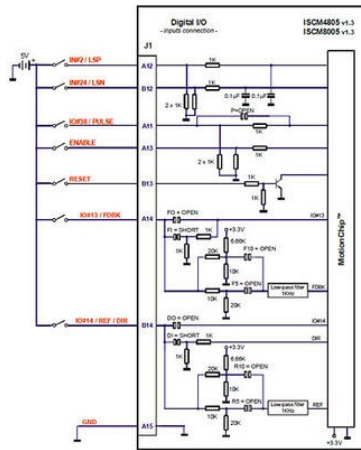 Digital I/O
-inputs connection-
ISCM4805 v1.3
ISCM8005 v1.3
J1
5V
IN#2 / LSP
A12
1K
IN#24 / LSN
B12
1K
0.1µF
0.1µF
2 x 1K
P=OPEN
IO#38 / PULSE
A11
1K
ENABLE
A13
1K
2 x 1K
RESET
B13
1K
1K
IO#13 / FDBK
A14
FO = OPEN
IO#13
FI = SHORT
1K
+3.3V
1K
6.66K
20K
F10 = OPEN
10K
F5 = OPEN
Low-pass filter
1KHz
FDBK
10K
20K
IO#14 / REF / DIR
B14
DO = OPEN
IO#14
DI = SHORT
1K
DIR
+3.3V
1K
6.66K
20K
R10 = OPEN
10K
R5 = OPEN
Low-pass filter
1KHz
REF
10K
20K
GND
A15
MotionChip
+3.3V